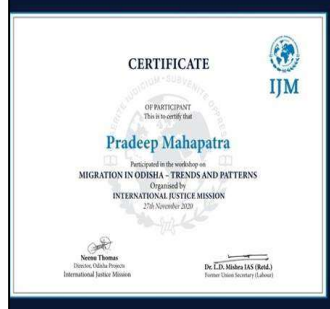 CERTIFICATE
IJM
OF PARTICIPANT
This is to certify that
Pradeep Mahapatra
Participated in the workshop on
MIGRATION IN ODISHA – TRENDS AND PATTERNS
Organised by
INTERNATIONAL JUSTICE MISSION
27th November 2020
Neenu Thomas
Director, Odisha Projects
International Justice Mission
Dr. L.D. Mishra IAS (Retd.)
Former Union Secretary (Labour)